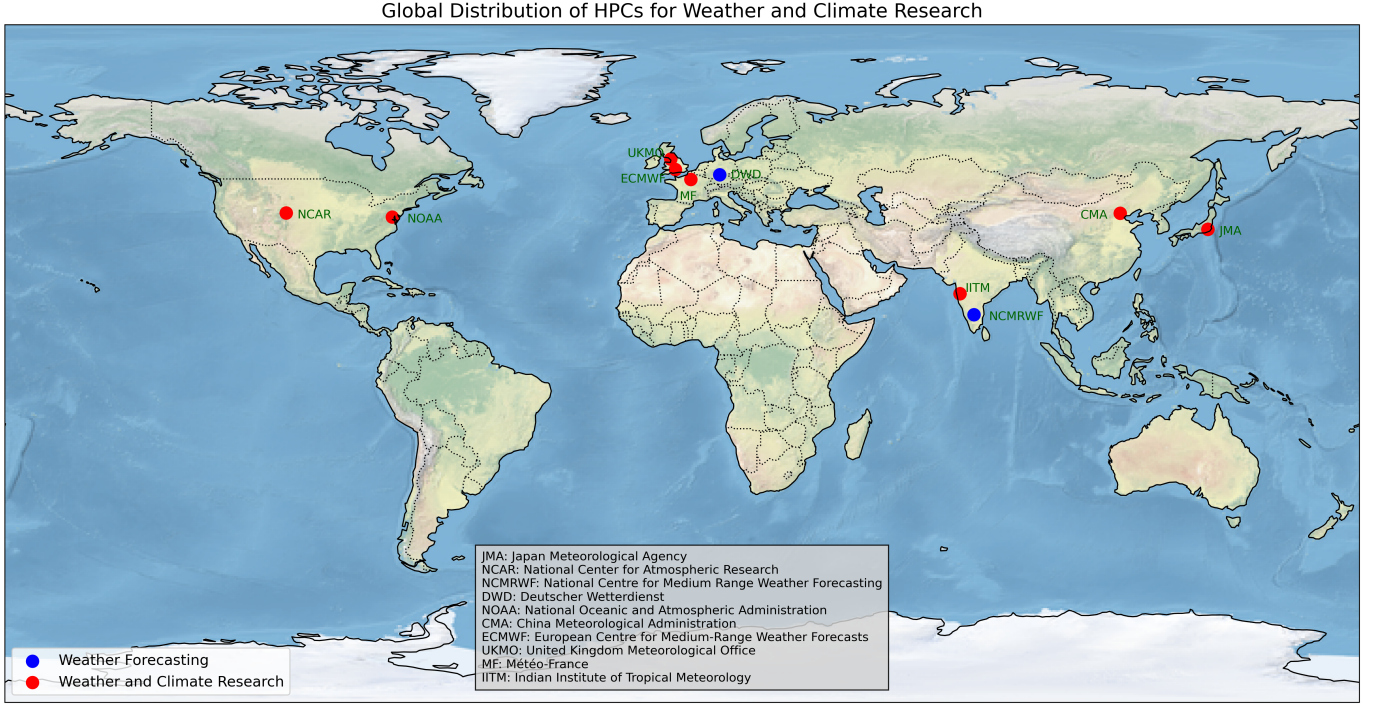 Global Distribution of HPCs for Weather and Climate Research
UKMO
ECMWF
DWD
MF
NCAR
NOAA
CMA
JMA
IITM
NCMRWF
JMA: Japan Meteorological Agency
NCAR: National Center for Atmospheric Research
NCMRWF: National Centre for Medium Range Weather Forecasting
DWD: Deutscher Wetterdienst
NOAA: National Oceanic and Atmospheric Administration
CMA: China Meteorological Administration
ECMWF: European Centre for Medium-Range Weather Forecasts
UKMO: United Kingdom Meteorological Office
MF: Météo-France
IITM: Indian Institute of Tropical Meteorology
Weather Forecasting
Weather and Climate Research